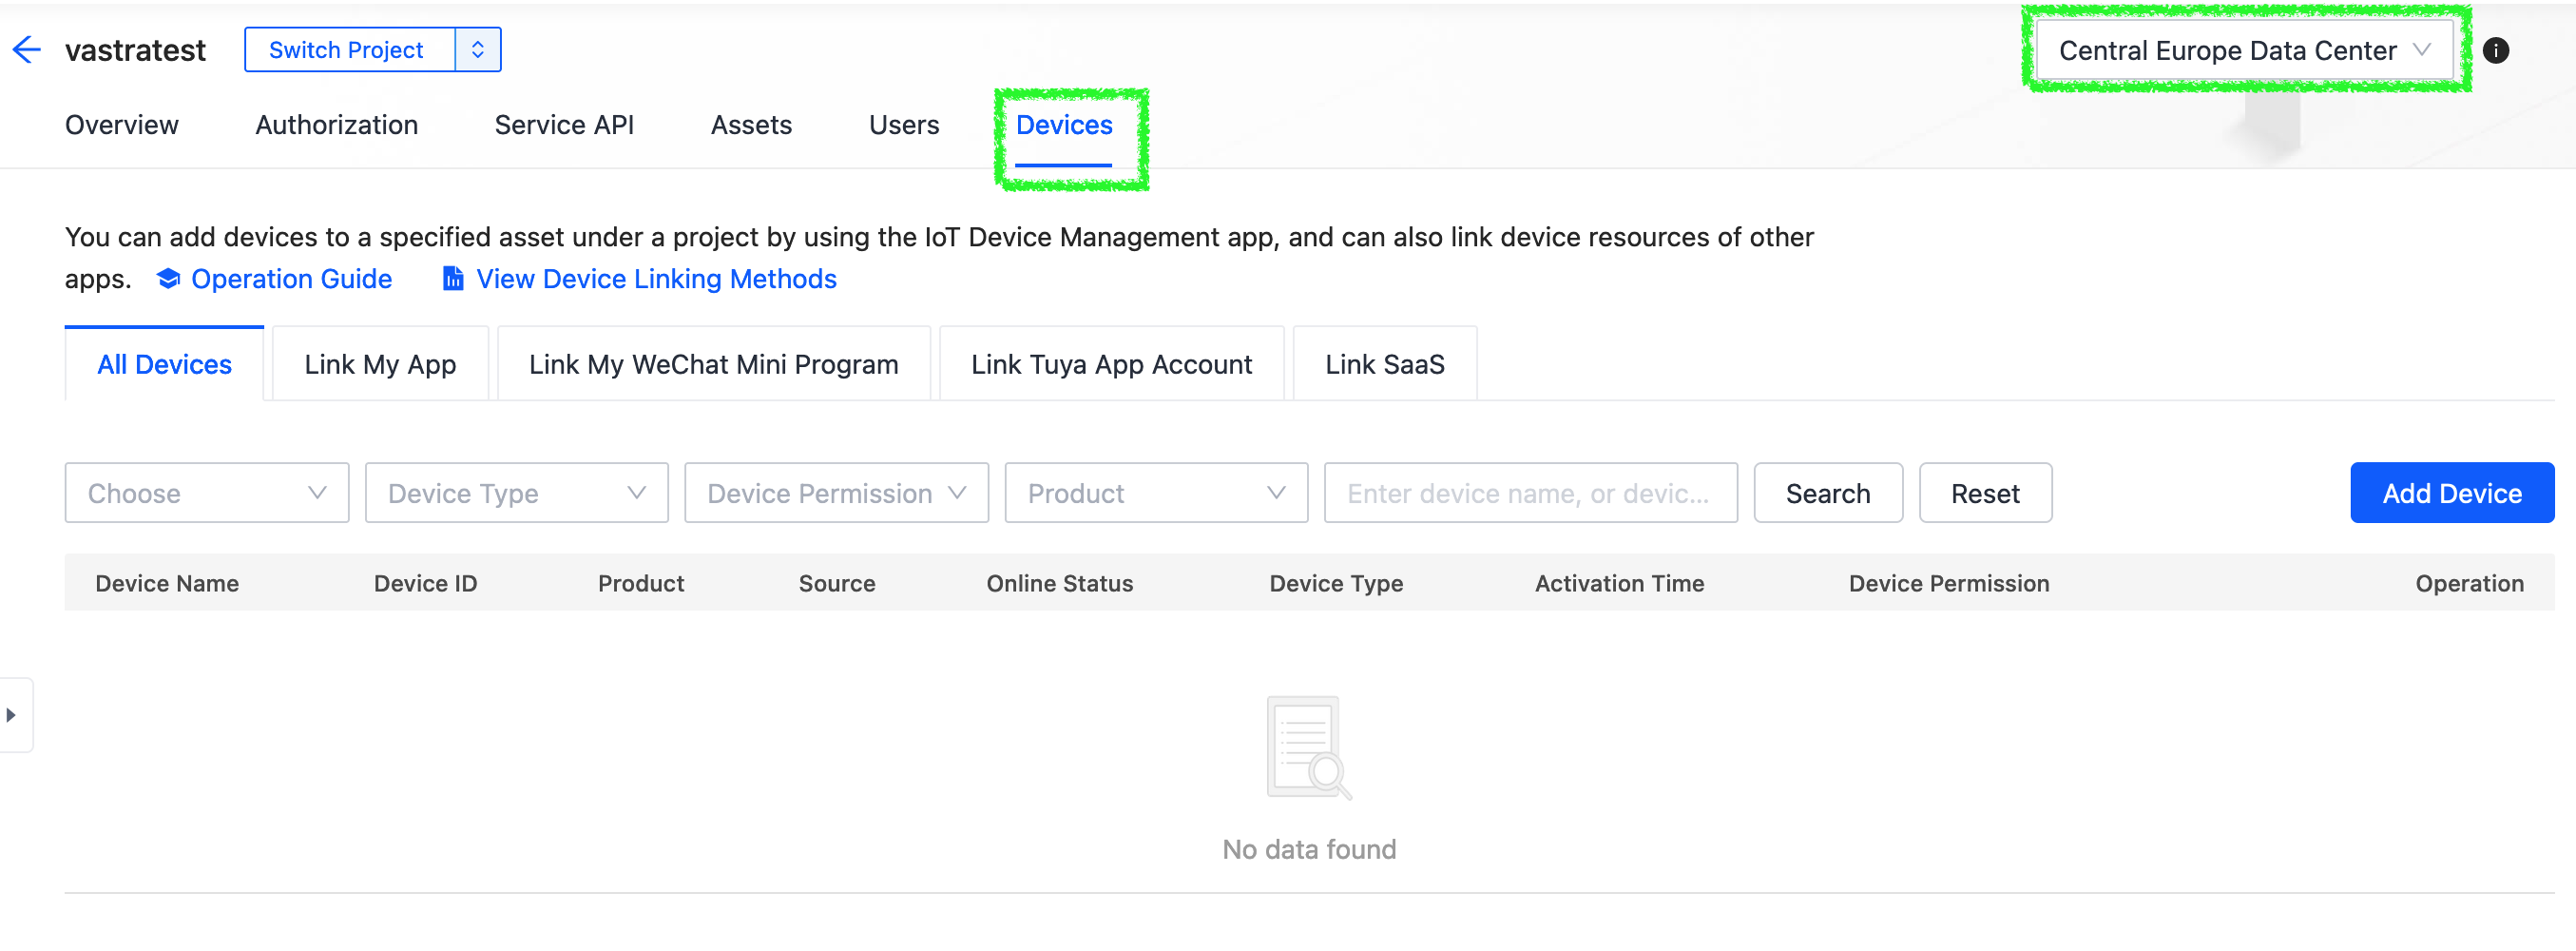 vastratest
Switch Project
Central Europe Data Center
Overview
Authorization
Service API
Assets
Users
Devices
You can add devices to a specified asset under a project by using the IoT Device Management app, and can also link device resources of other
apps. Operation Guide View Device Linking Methods
All Devices
Link My App
Link My WeChat Mini Program
Link Tuya App Account
Link SaaS
Choose
Device Type
Device Permission
Product
Enter device name, or devic...
Search
Reset
Add Device
Device Name
Device ID
Product
Source
Online Status
Device Type
Activation Time
Device Permission
Operation
No data found